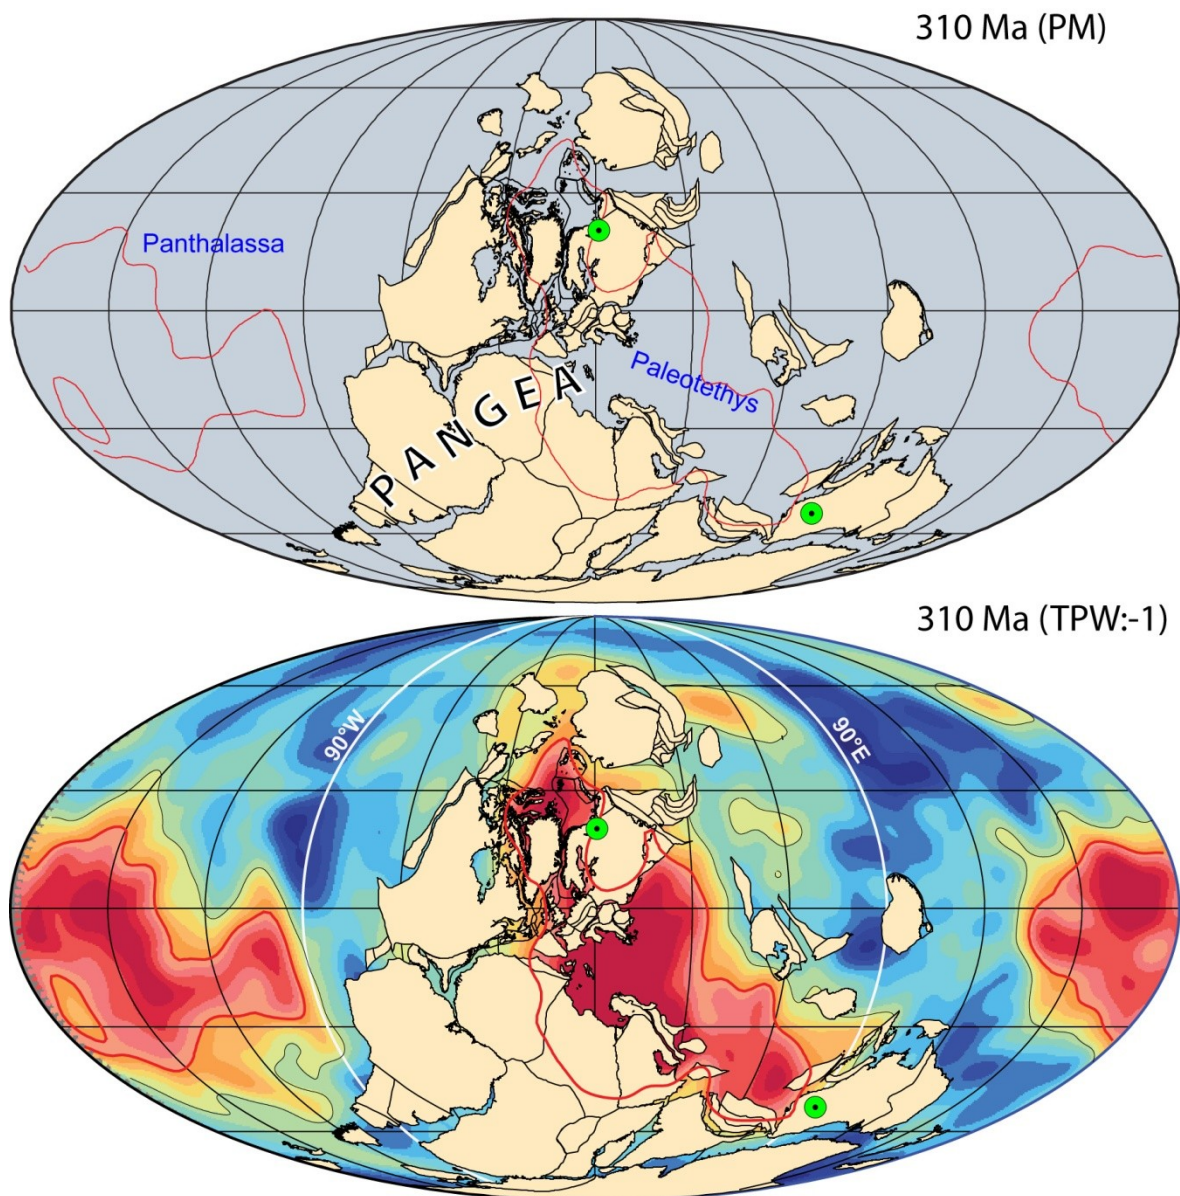 310 Ma (PM)
Panthalassa
Paleotethys
PANGEA
310 Ma (TPW:-1)
90°W
90°E